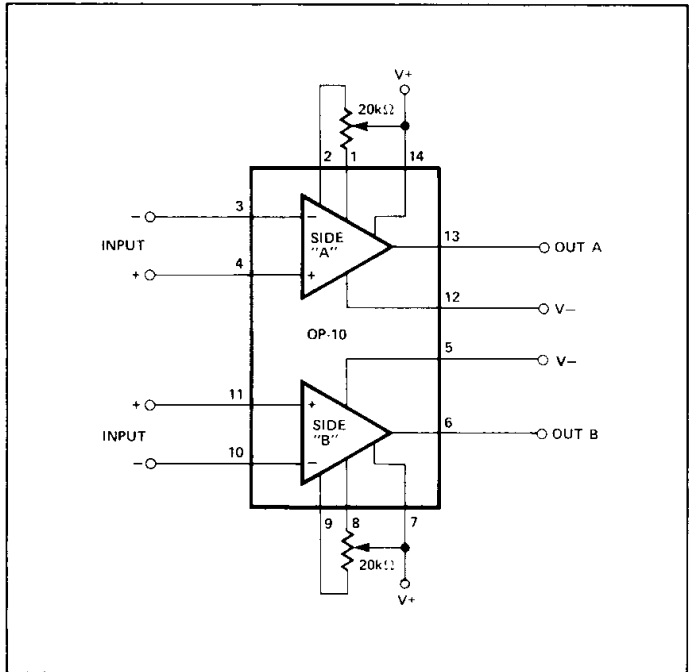 V+
20kΩ
2 1 14
− 3 − 13 OUT A
SIDE
"A"
INPUT
+ 4 +
12 V−
OP-10
5 V−
+ 11 +
SIDE
"B"
6 OUT B
INPUT
− 10 −
9 8 7
20kΩ
V+